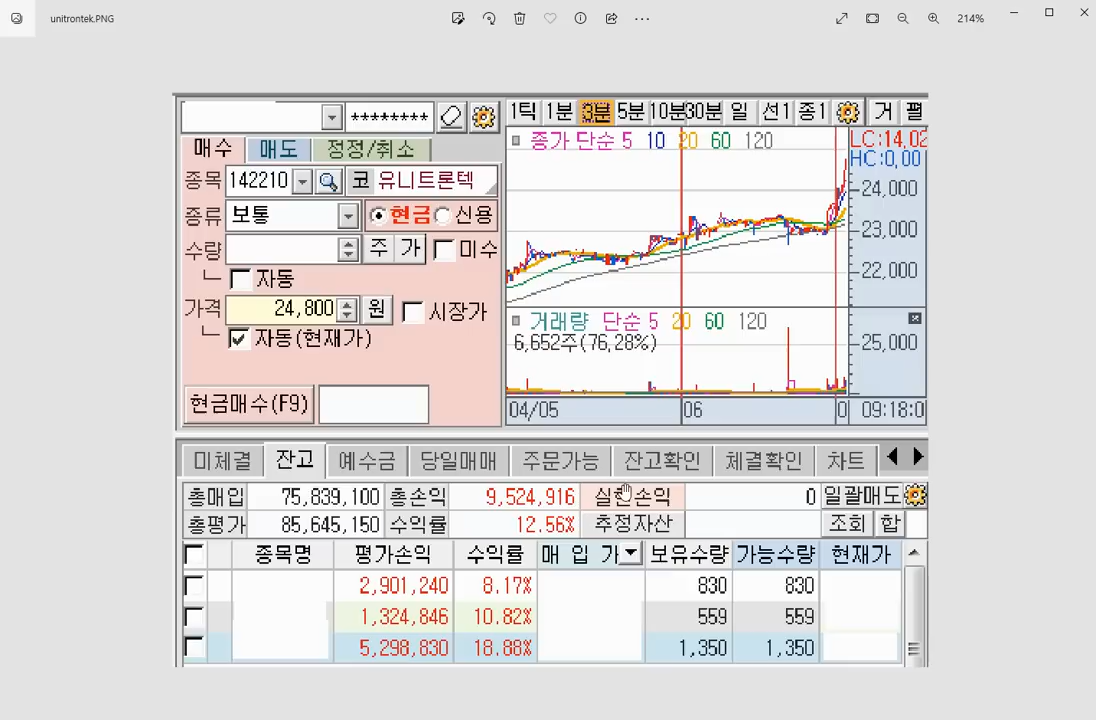 unitrontek.PNG
214%
********
1틱 1분 3분 5분 10분 30분 일 선1 종1 거 펼
매수 매도 정정/취소
종가 단순 5 10 20 60 120
LC:14,02
HC:0,00
종목 142210 코 유니트론텍
24,000
종류 보통 현금 신용
23,000
수량 주 가 미수
22,000
자동
가격 24,800 원 시장가
거래량 단순 5 20 60 120
자동(현재가)
6,652주(76,28%)
25,000
현금매수(F9)
04/05 06 0 09:18:0
미체결 잔고 예수금 당일매매 주문가능 잔고확인 체결확인 차트
총매입 75,839,100 총손익 9,524,916 실현손익 0 일괄매도
총평가 85,645,150 수익률 12.56% 추정자산 조회 합
종목명 평가손익 수익률 매 입 가 보유수량 가능수량 현재가
2,901,240 8.17% 830 830
1,324,846 10.82% 559 559
5,298,830 18.88% 1,350 1,350